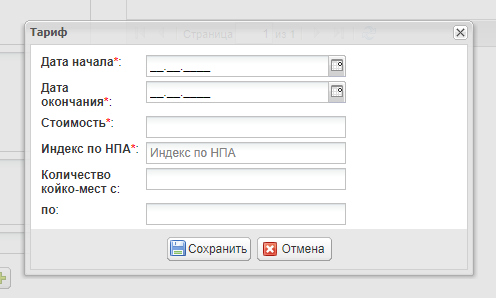 Страница 1 из 1
Тариф
Дата начала*: __.__.____
Дата
окончания*: __.__.____
Стоимость*:
Индекс по НПА*: Индекс по НПА
Количество
койко-мест с:
по:
Сохранить Отмена